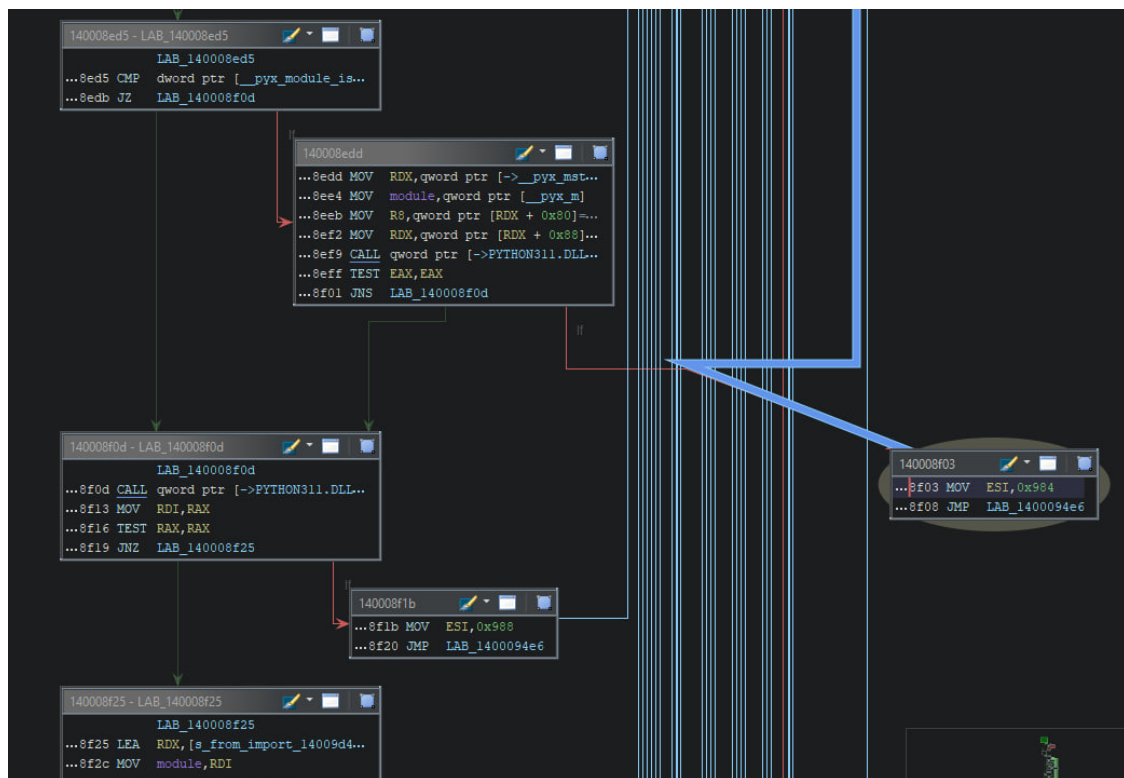 140008ed5 - LAB_140008ed5
LAB_140008ed5
...8ed5 CMP dword ptr [__pyx_module_is...
...8edb JZ LAB_140008f0d
If
140008edd
...8edd MOV RDX,qword ptr [->__pyx_mst...
...8ee4 MOV module,qword ptr [__pyx_m]
...8eeb MOV R8,qword ptr [RDX + 0x80]=...
...8ef2 MOV RDX,qword ptr [RDX + 0x88]...
...8ef9 CALL qword ptr [->PYTHON311.DLL...
...8eff TEST EAX,EAX
...8f01 JNS LAB_140008f0d
If
140008f0d - LAB_140008f0d
LAB_140008f0d
...8f0d CALL qword ptr [->PYTHON311.DLL...
...8f13 MOV RDI,RAX
...8f16 TEST RAX,RAX
...8f19 JNZ LAB_140008f25
140008f03
...8f03 MOV ESI,0x984
...8f08 JMP LAB_1400094e6
If
140008f1b
...8f1b MOV ESI,0x988
...8f20 JMP LAB_1400094e6
140008f25 - LAB_140008f25
LAB_140008f25
...8f25 LEA RDX,[s_from_import_14009d4...
...8f2c MOV module,RDI